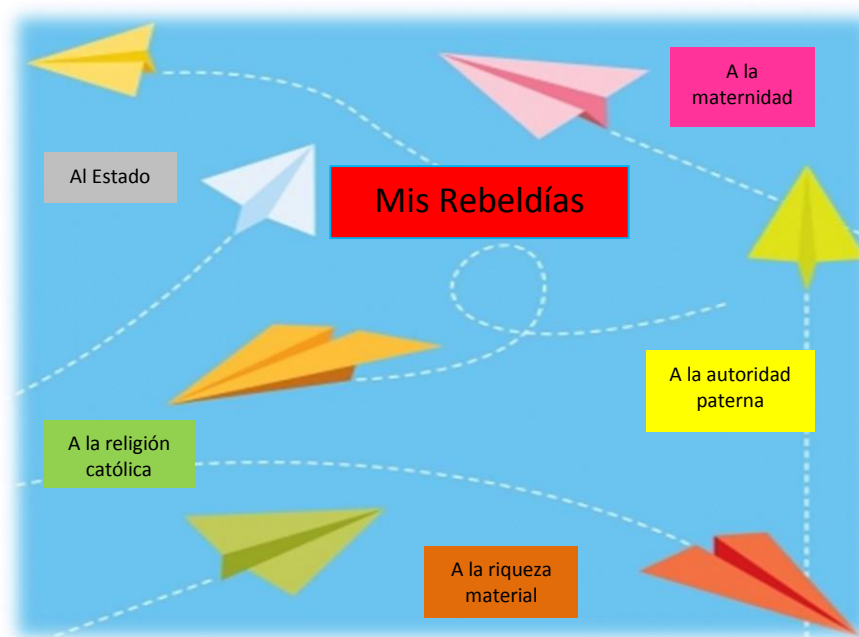 A la
maternidad
Al Estado
Mis Rebeldías
A la autoridad
paterna
A la religión
católica
A la riqueza
material